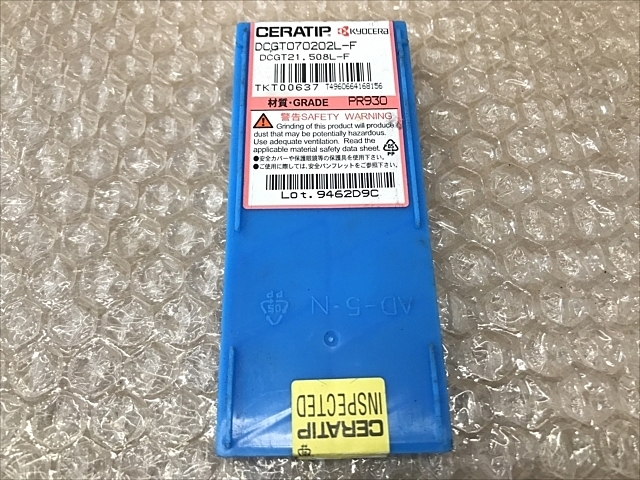 CERATIP KYOCERA
DCGT070202L-F
DCGT21.508L-F
TKT00637 T4960664168156
材質・GRADE PR930
警告SAFETY WARNING
Grinding of this product will produce
dust that may be potentially hazardous.
Use adequate ventilation. Read the
applicable material safety data sheet.
●安全カバーや保護眼鏡等の保護具を使用下さい。
●ご使用に際しては、安全パンフレットをご参照下さい。
Lot.9462D9C
AD-5-N
CERATIP
INSPECTED